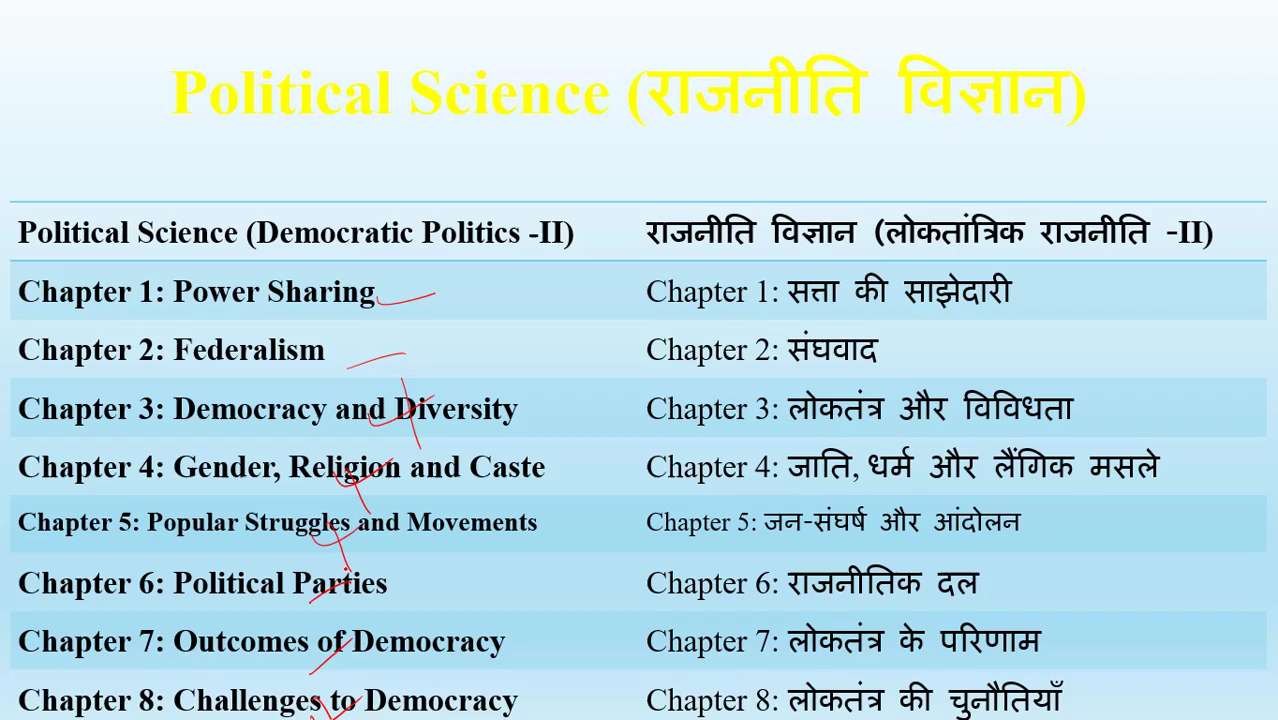 Political Science (राजनीति विज्ञान)
Political Science (Democratic Politics -II) राजनीति विज्ञान (लोकतांत्रिक राजनीति -II)
Chapter 1: Power Sharing Chapter 1: सत्ता की साझेदारी
Chapter 2: Federalism Chapter 2: संघवाद
Chapter 3: Democracy and Diversity Chapter 3: लोकतंत्र और विविधता
Chapter 4: Gender, Religion and Caste Chapter 4: जाति, धर्म और लैंगिक मसले
Chapter 5: Popular Struggles and Movements Chapter 5: जन-संघर्ष और आंदोलन
Chapter 6: Political Parties Chapter 6: राजनीतिक दल
Chapter 7: Outcomes of Democracy Chapter 7: लोकतंत्र के परिणाम
Chapter 8: Challenges to Democracy Chapter 8: लोकतंत्र की चुनौतियाँ